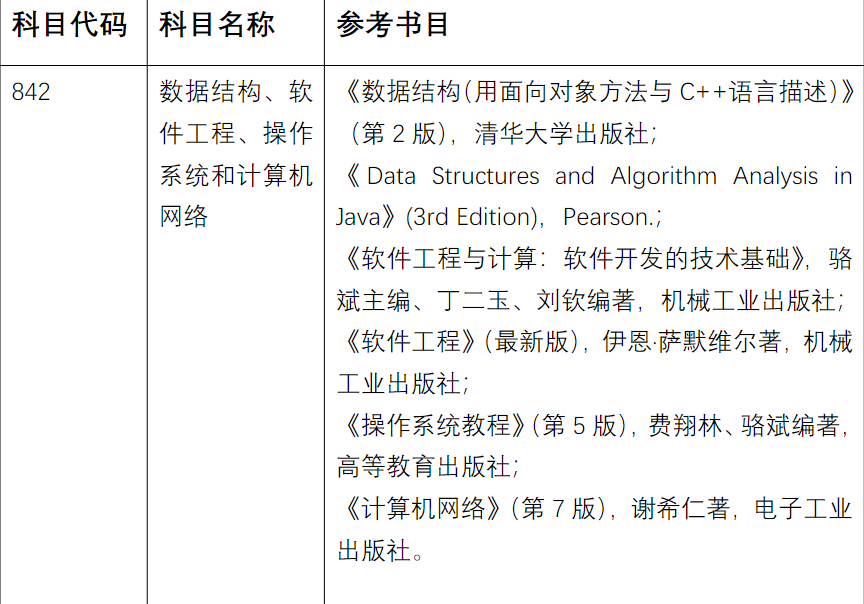 科目代码 科目名称 参考书目
842
数据结构、软
件工程、操作
系统和计算机
网络
《数据结构(用面向对象方法与 C++语言描述)》
(第 2 版),清华大学出版社;
《Data Structures and Algorithm Analysis in
Java》(3rd Edition), Pearson.;
《软件工程与计算:软件开发的技术基础》,骆
斌主编、丁二玉、刘钦编著,机械工业出版社;
《软件工程》(最新版),伊恩·萨默维尔著,机械
工业出版社;
《操作系统教程》(第 5 版),费翔林、骆斌编著,
高等教育出版社;
《计算机网络》(第 7 版),谢希仁著,电子工业
出版社。